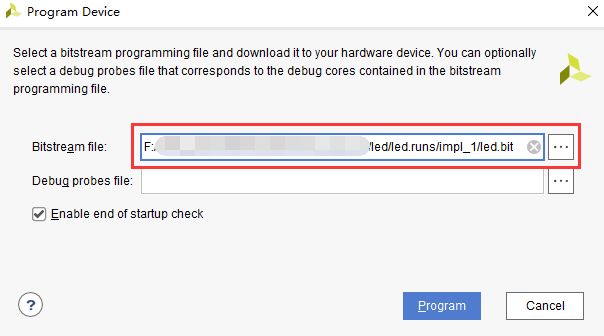 Program Device
Select a bitstream programming file and download it to your hardware device. You can optionally
select a debug probes file that corresponds to the debug cores contained in the bitstream
programming file.
Bitstream file: F: /led/led.runs/impl_1/led.bit ...
Debug probes file: ...
Enable end of startup check
? Program Cancel